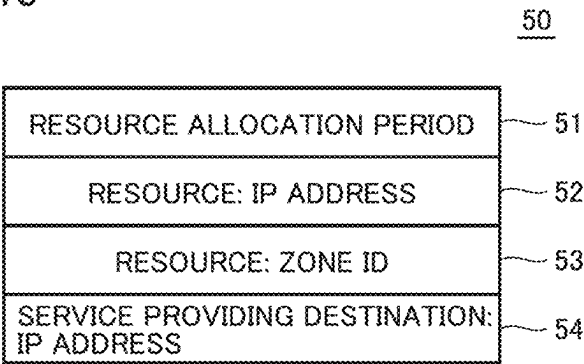 50
RESOURCE ALLOCATION PERIOD 51
RESOURCE: IP ADDRESS 52
RESOURCE: ZONE ID 53
SERVICE PROVIDING DESTINATION: 54
IP ADDRESS